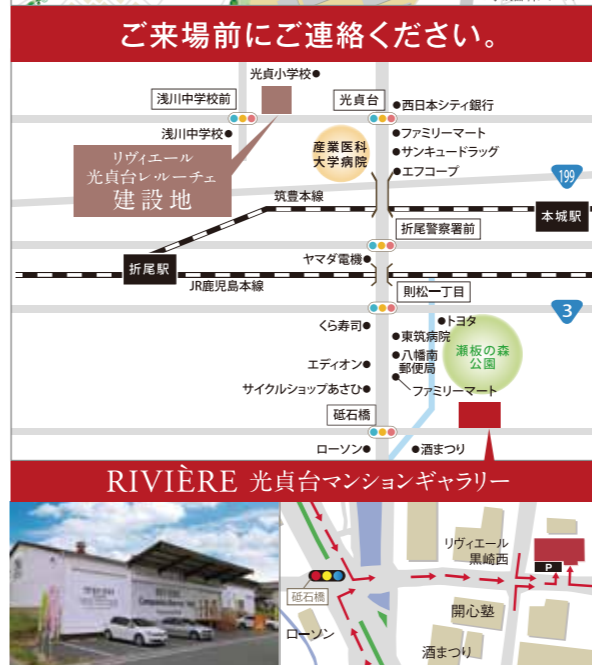 ご来場前にご連絡ください。
光貞小学校
浅川中学校前
光貞台
西日本シティ銀行
浅川中学校
産業医科
大学病院
ファミリーマート
サンキュードラッグ
エフコープ
リヴィエール
光貞台レ・ルーチェ
建設地
199
筑豊本線
本城駅
折尾警察署前
折尾駅
ヤマダ電機
JR鹿児島本線
則松一丁目
3
くら寿司
トヨタ
東筑病院
瀬板の森
公園
八幡南
郵便局
エディオン
ファミリーマート
サイクルショップあさひ
砥石橋
ローソン
酒まつり
RIVIÈRE 光貞台マンションギャラリー
リヴィエール
黒崎西
P
砥石橋
開心塾
ローソン
酒まつり